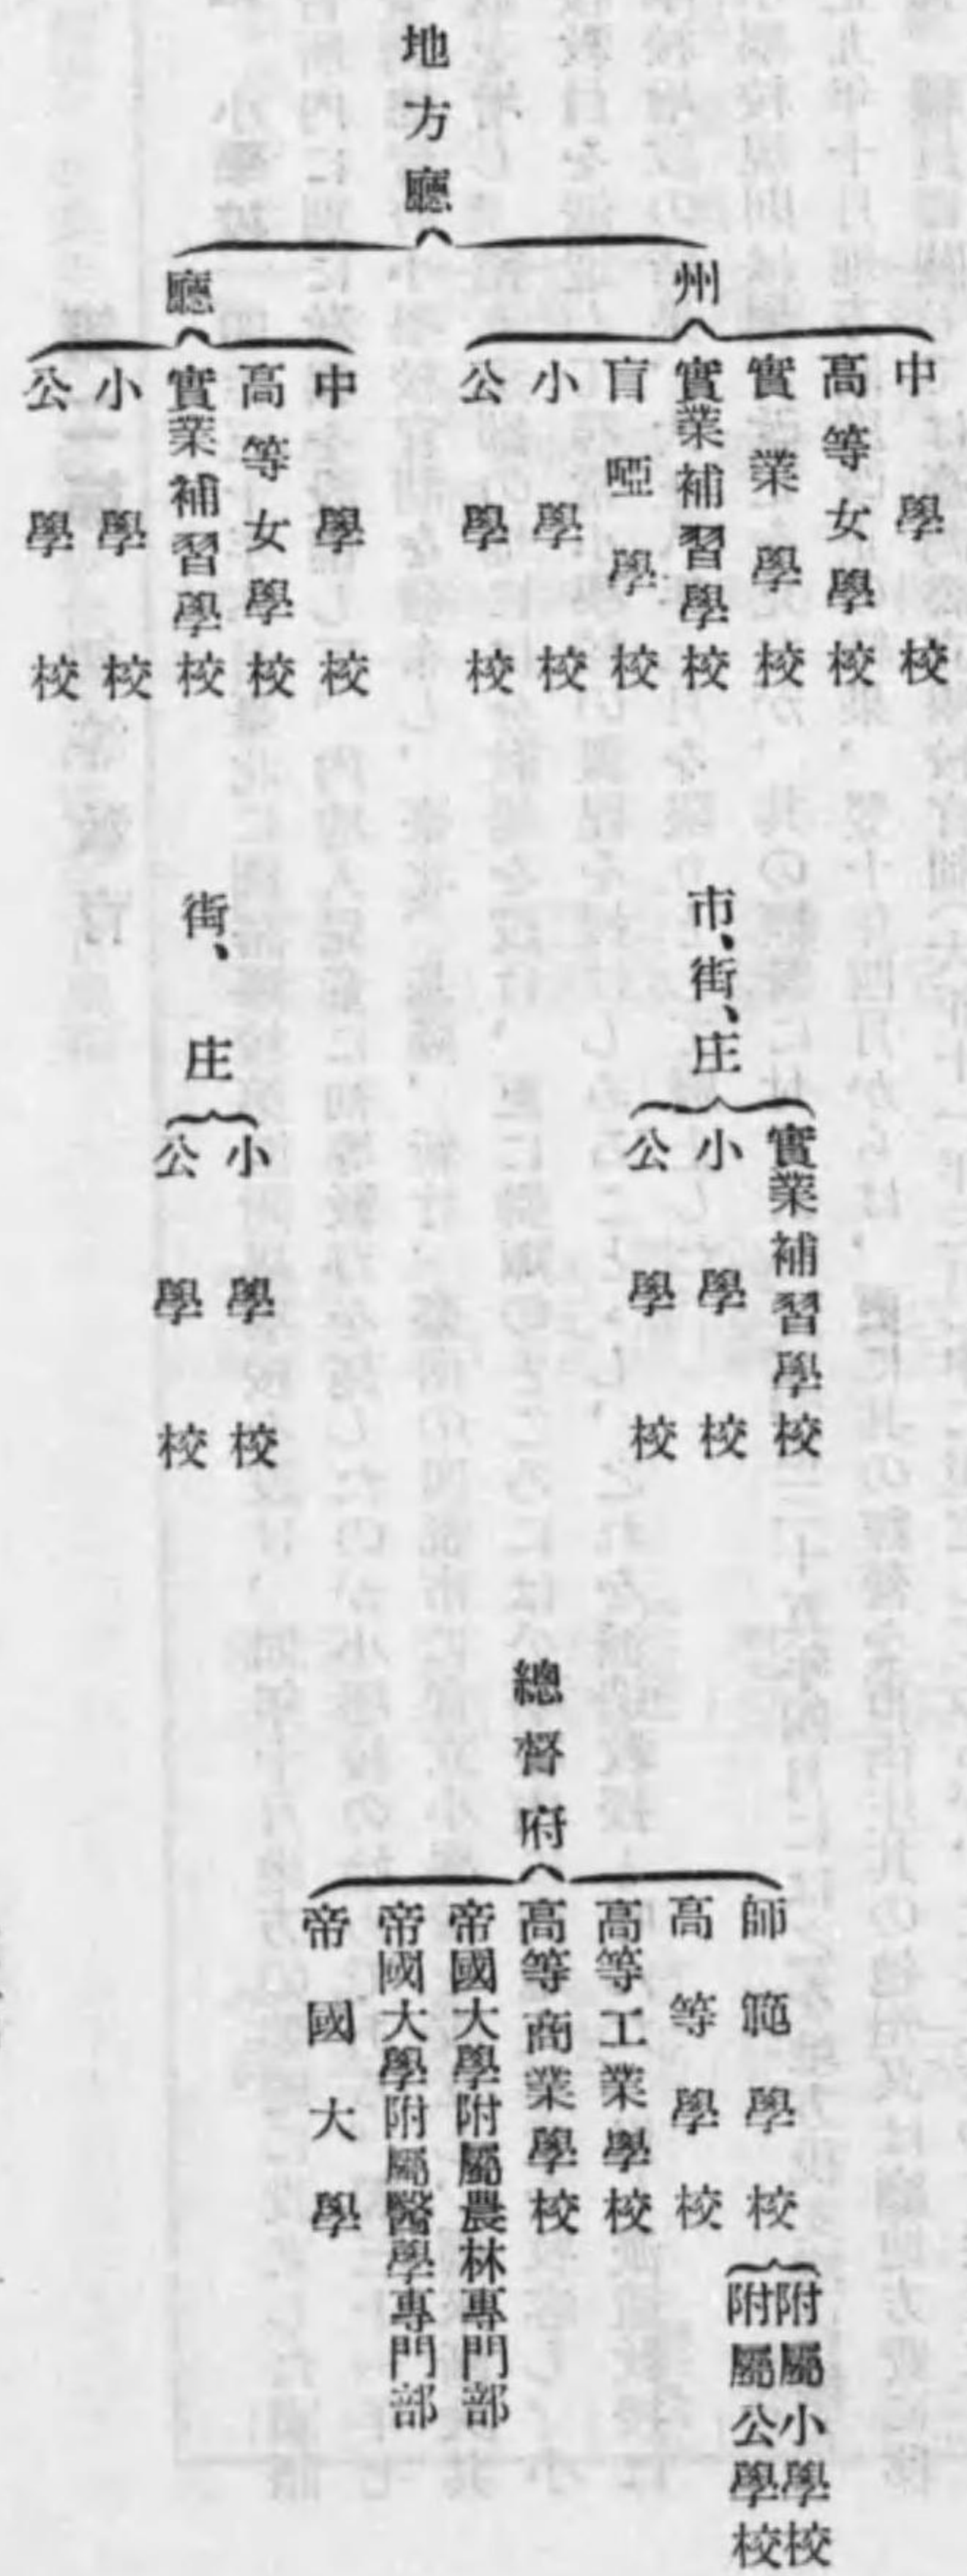 地方廳
州
中學校
高等女學校
實業學校
實業補習學校
盲啞學校
小學校
公學校
廳
中學校
高等女學校
實業補習學校
小學校
公學校
市、街、庄
實業補習學校
小學校
公學校
街、庄
小學校
公學校
總督府
師範學校
附屬小學校
附屬公學校
高等學校
高等工業學校
高等商業學校
帝國大學附屬農林專門部
帝國大學附屬醫學專門部
帝國大學